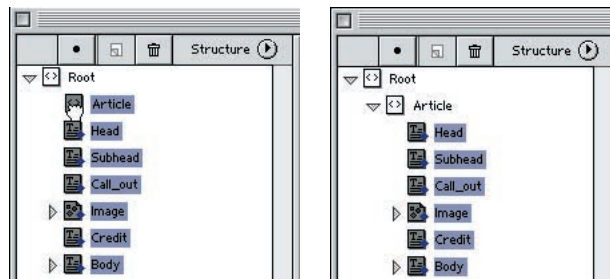 Structure
Root
Article
Head
Subhead
Call_out
Image
Credit
Body
Structure
Root
Article
Head
Subhead
Call_out
Image
Credit
Body